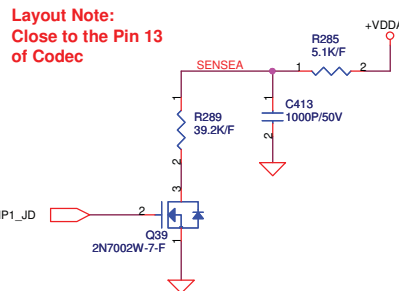 Layout Note:
Close to the Pin 13
of Codec
+VDDA
R285
5.1K/F
SENSEA
1
2
1
1
C413
1000P/50V
R289
39.2K/F
2
2
3
2
Q39
1
2N7002W-7-F